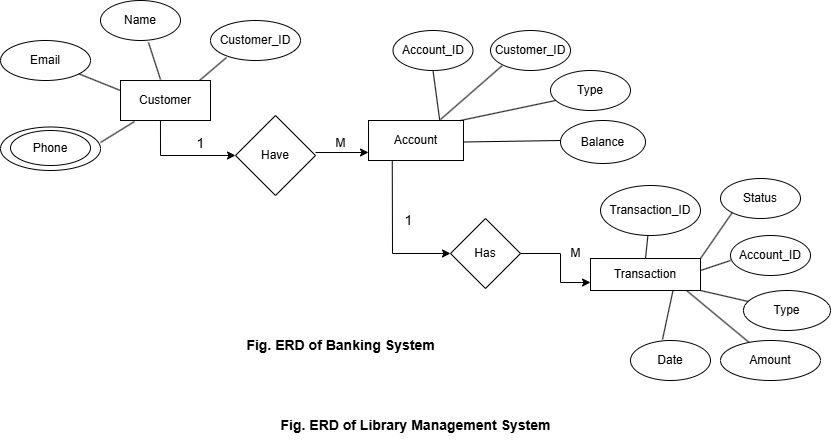 Name
Customer_ID
Email
Customer
Phone
1
Have
M
Account_ID
Customer_ID
Type
Account
Balance
1
Has
M
Transaction_ID
Status
Account_ID
Transaction
Type
Date
Amount
Fig. ERD of Banking System
Fig. ERD of Library Management System